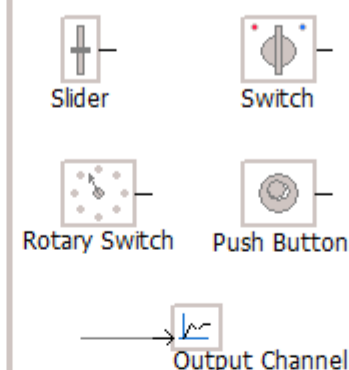 Slider
Switch
Rotary Switch
Push Button
Output Channel